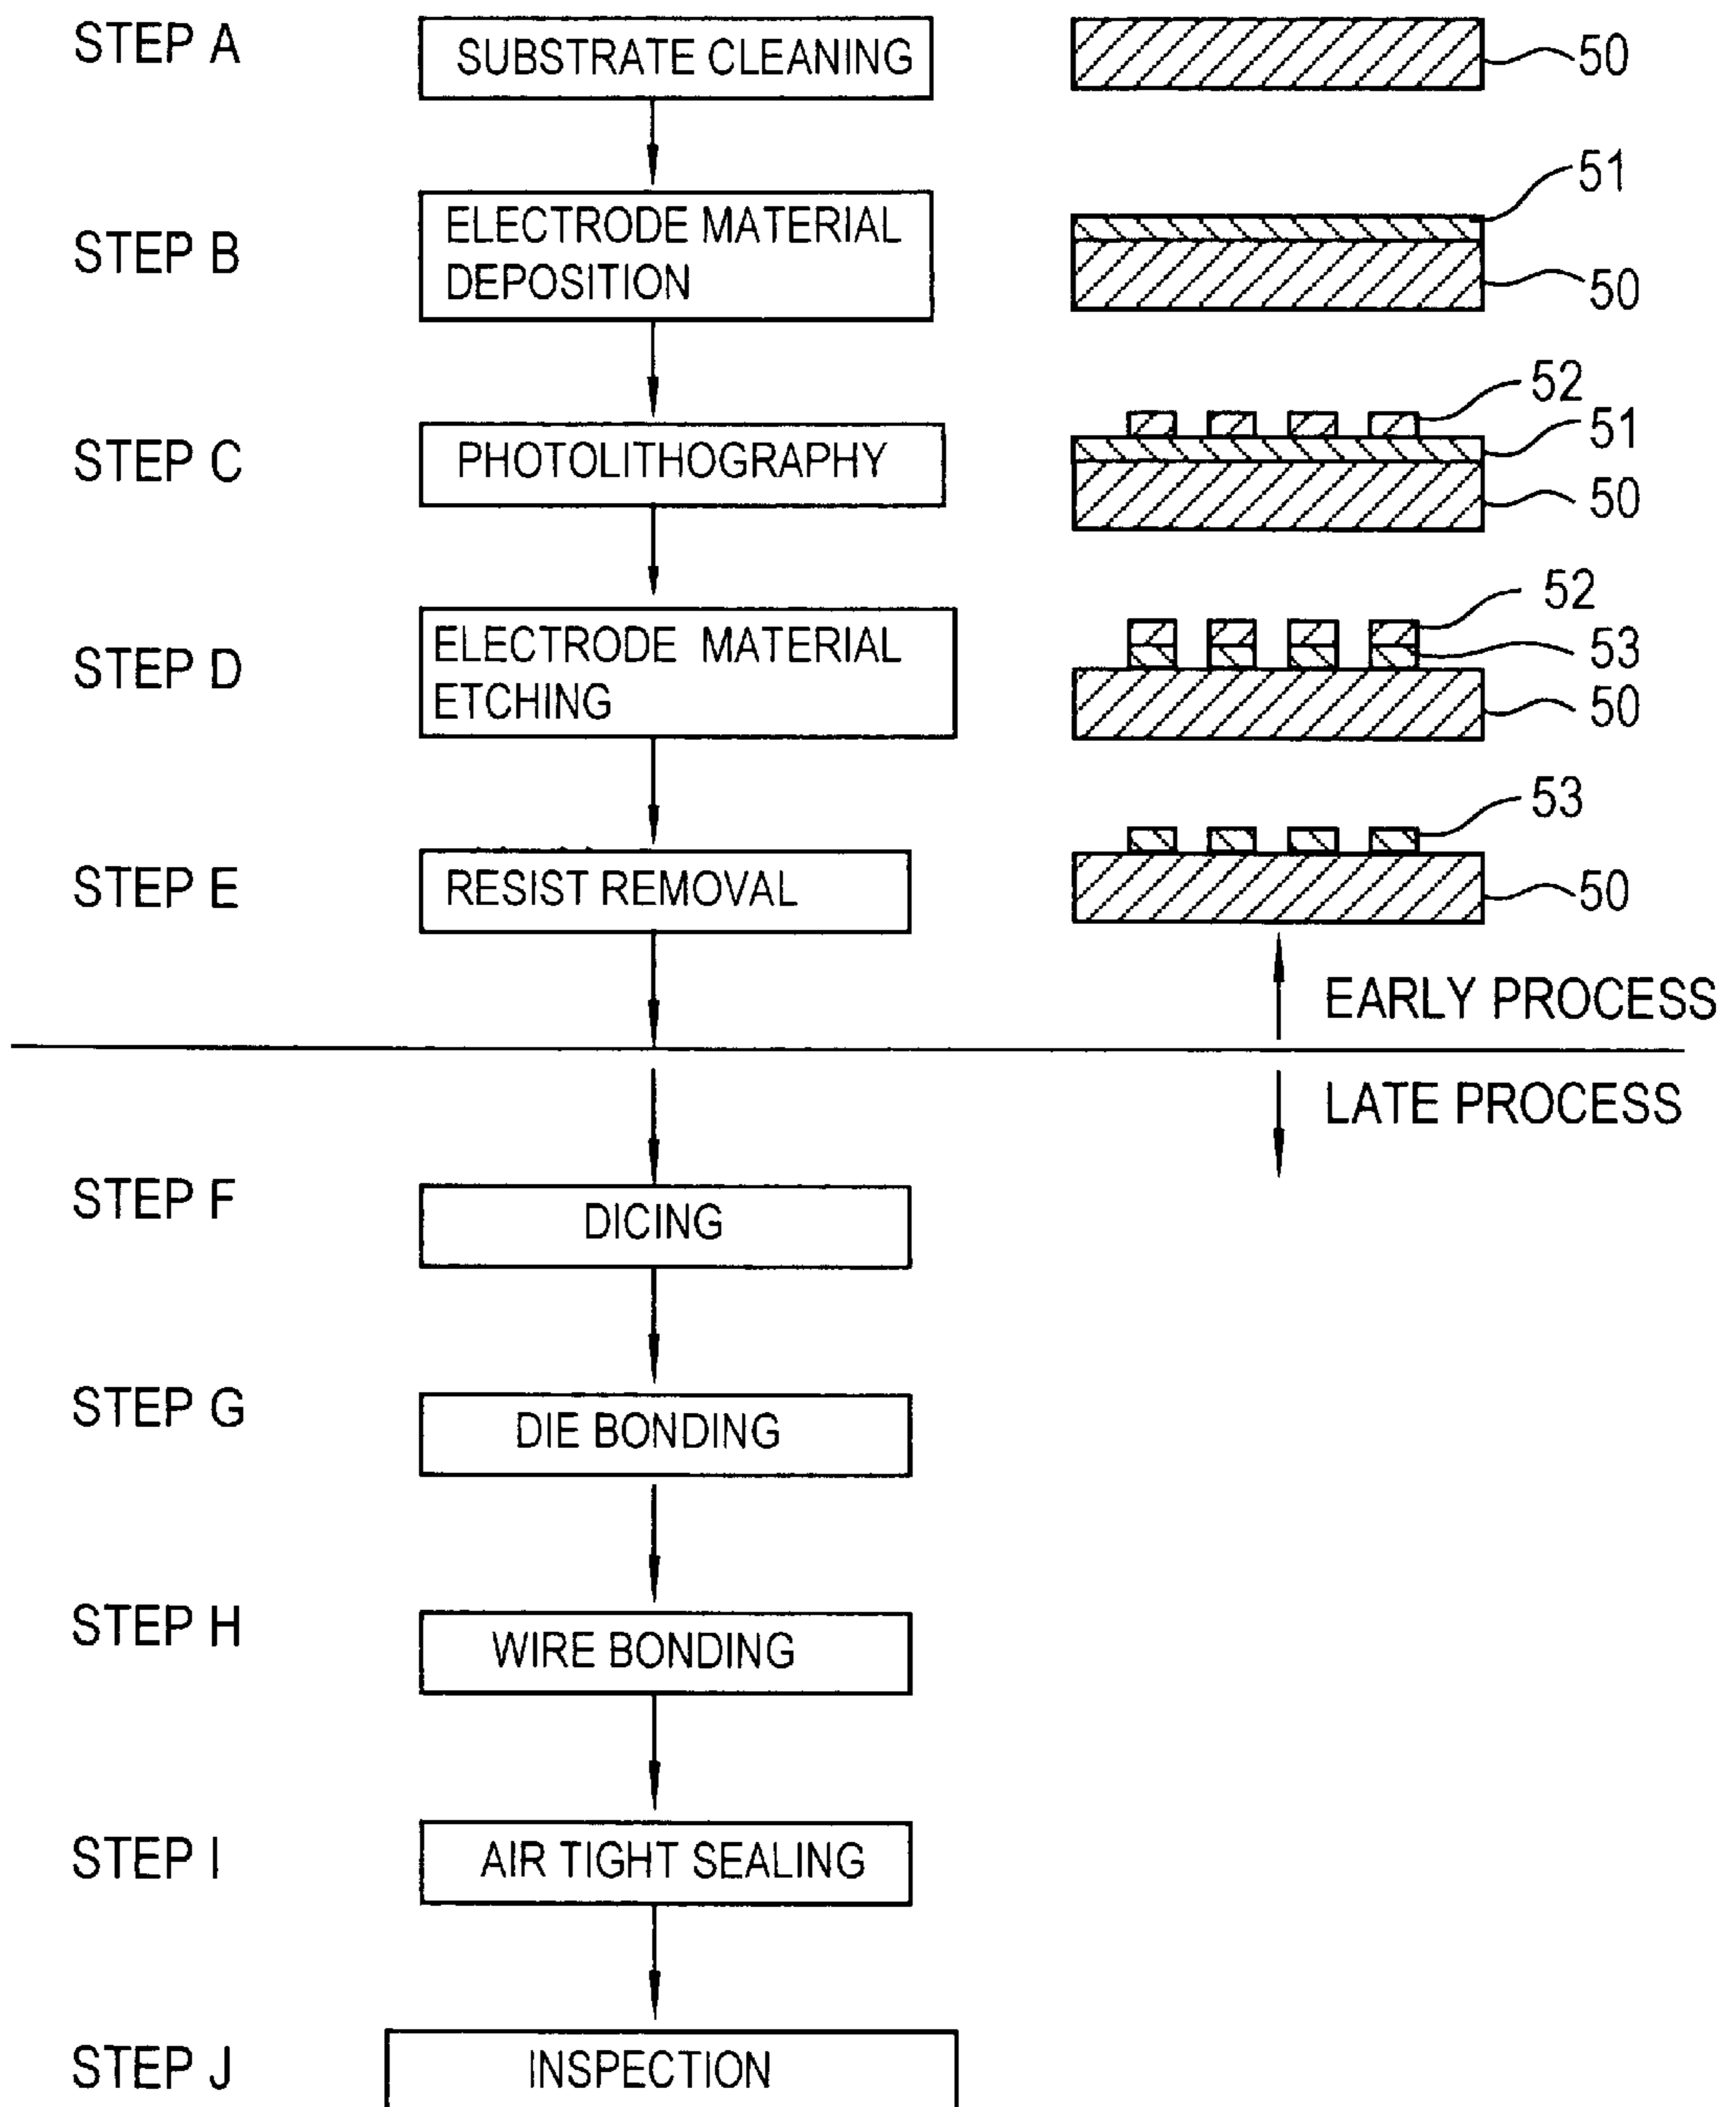 STEP A
SUBSTRATE CLEANING
50
STEP B
ELECTRODE MATERIAL
DEPOSITION
51
50
STEP C
PHOTOLITHOGRAPHY
52
51
50
STEP D
ELECTRODE MATERIAL
ETCHING
52
53
50
STEP E
RESIST REMOVAL
53
50
EARLY PROCESS
LATE PROCESS
STEP F
DICING
STEP G
DIE BONDING
STEP H
WIRE BONDING
STEP I
AIR TIGHT SEALING
STEP J
INSPECTION